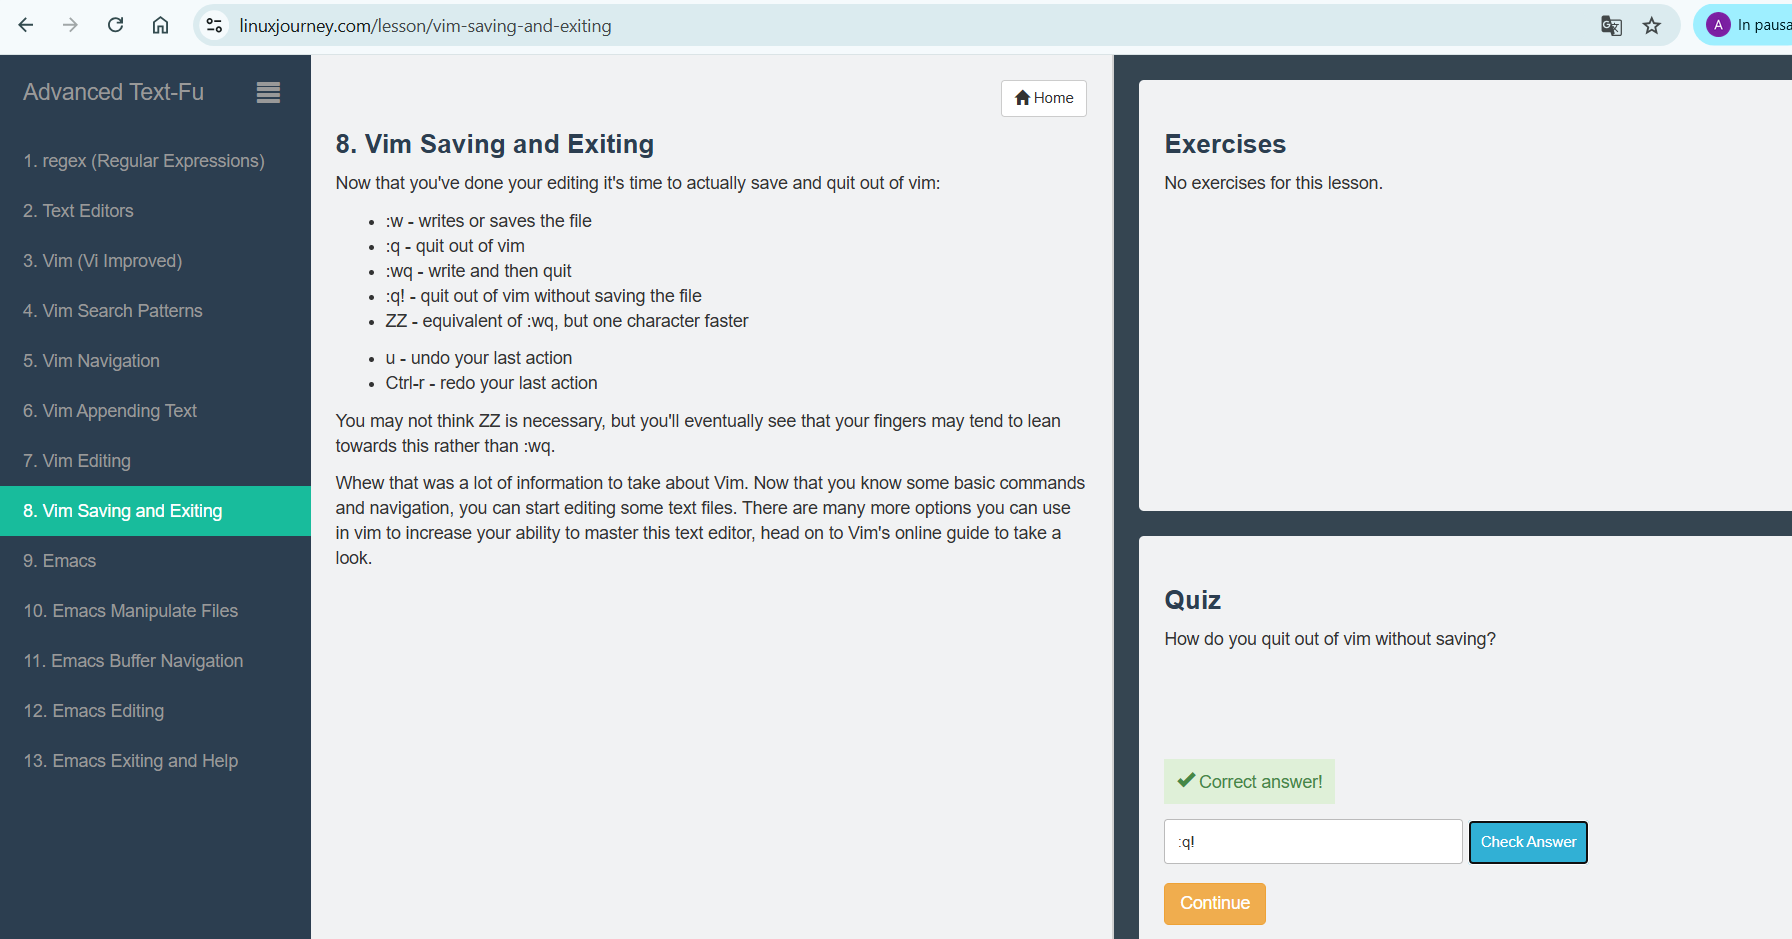 linuxjourney.com/lesson/vim-saving-and-exiting
A
In pausa
Advanced Text-Fu
1. regex (Regular Expressions)
2. Text Editors
3. Vim (Vi Improved)
4. Vim Search Patterns
5. Vim Navigation
6. Vim Appending Text
7. Vim Editing
8. Vim Saving and Exiting
9. Emacs
10. Emacs Manipulate Files
11. Emacs Buffer Navigation
12. Emacs Editing
13. Emacs Exiting and Help
Home
8. Vim Saving and Exiting
Now that you've done your editing it's time to actually save and quit out of vim:
• :w - writes or saves the file
• :q - quit out of vim
• :wq - write and then quit
• :q! - quit out of vim without saving the file
• ZZ - equivalent of :wq, but one character faster
• u - undo your last action
• Ctrl-r - redo your last action
You may not think ZZ is necessary, but you'll eventually see that your fingers may tend to lean
towards this rather than :wq.
Whew that was a lot of information to take about Vim. Now that you know some basic commands
and navigation, you can start editing some text files. There are many more options you can use
in vim to increase your ability to master this text editor, head on to Vim's online guide to take a
look.
Exercises
No exercises for this lesson.
Quiz
How do you quit out of vim without saving?
Correct answer!
:q!
Check Answer
Continue